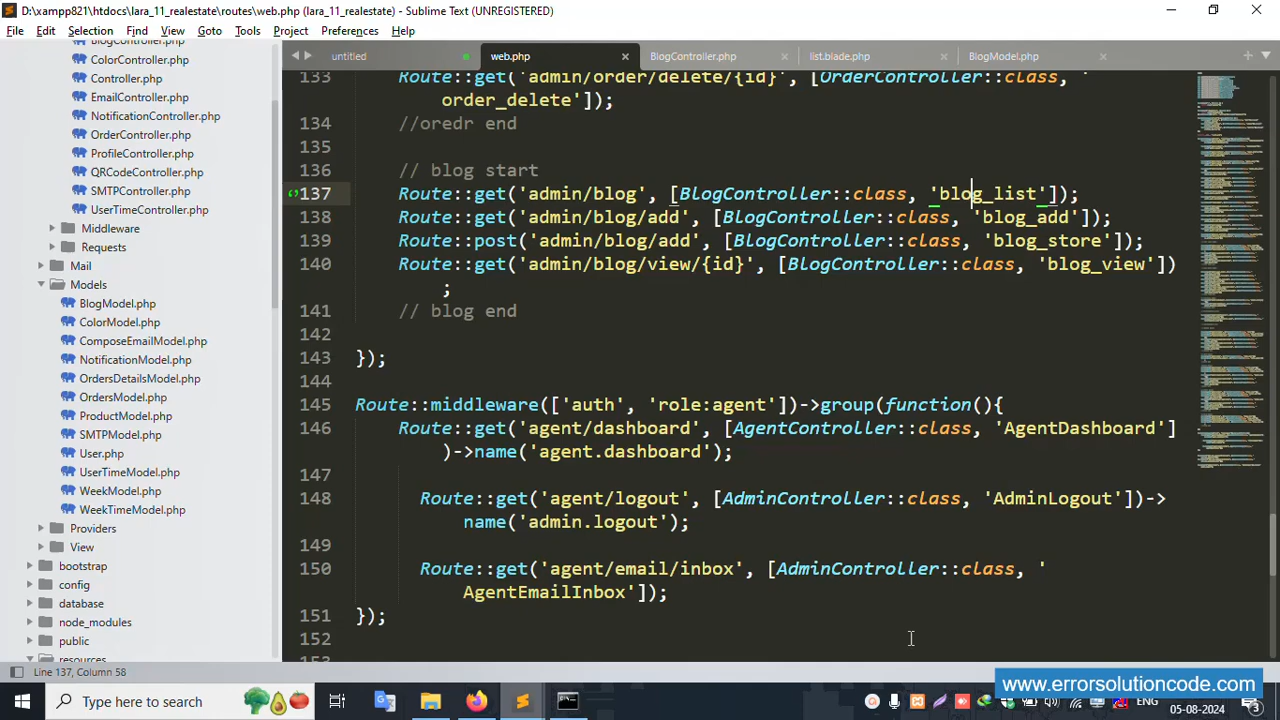 D:\xampp821\htdocs\lara_11_realestate\routes\web.php (lara_11_realestate) - Sublime Text (UNREGISTERED)
File Edit Selection Find View Goto Tools Project Preferences Help
BlogController.php
ColorController.php
Controller.php
EmailController.php
NotificationController.php
OrderController.php
ProfileController.php
QRCodeController.php
SMTPController.php
UserTimeController.php
Middleware
Requests
Mail
Models
BlogModel.php
ColorModel.php
ComposeEmailModel.php
NotificationModel.php
OrdersDetailsModel.php
OrdersModel.php
ProductModel.php
SMTPModel.php
User.php
UserTimeModel.php
WeekModel.php
WeekTimeModel.php
Providers
View
bootstrap
config
database
node_modules
public
resources
untitled web.php BlogController.php list.blade.php BlogModel.php
133 Route::get('admin/order/delete/{id}', [OrderController::class, '
order_delete']);
134 //oredr end
135
136 // blog start
137 Route::get('admin/blog', [BlogController::class, 'blog_list']);
138 Route::get('admin/blog/add', [BlogController::class, 'blog_add']);
139 Route::post('admin/blog/add', [BlogController::class, 'blog_store']);
140 Route::get('admin/blog/view/{id}', [BlogController::class, 'blog_view'])
;
141 // blog end
142
143 });
144
145 Route::middleware(['auth', 'role:agent'])->group(function(){
146 Route::get('agent/dashboard', [AgentController::class, 'AgentDashboard']
)->name('agent.dashboard');
147
148 Route::get('agent/logout', [AdminController::class, 'AdminLogout'])->
name('admin.logout');
149
150 Route::get('agent/email/inbox', [AdminController::class, '
AgentEmailInbox']);
151 });
152
153
Line 137, Column 58
www.errorsolutioncode.com
Type here to search
ENG
05-08-2024
3